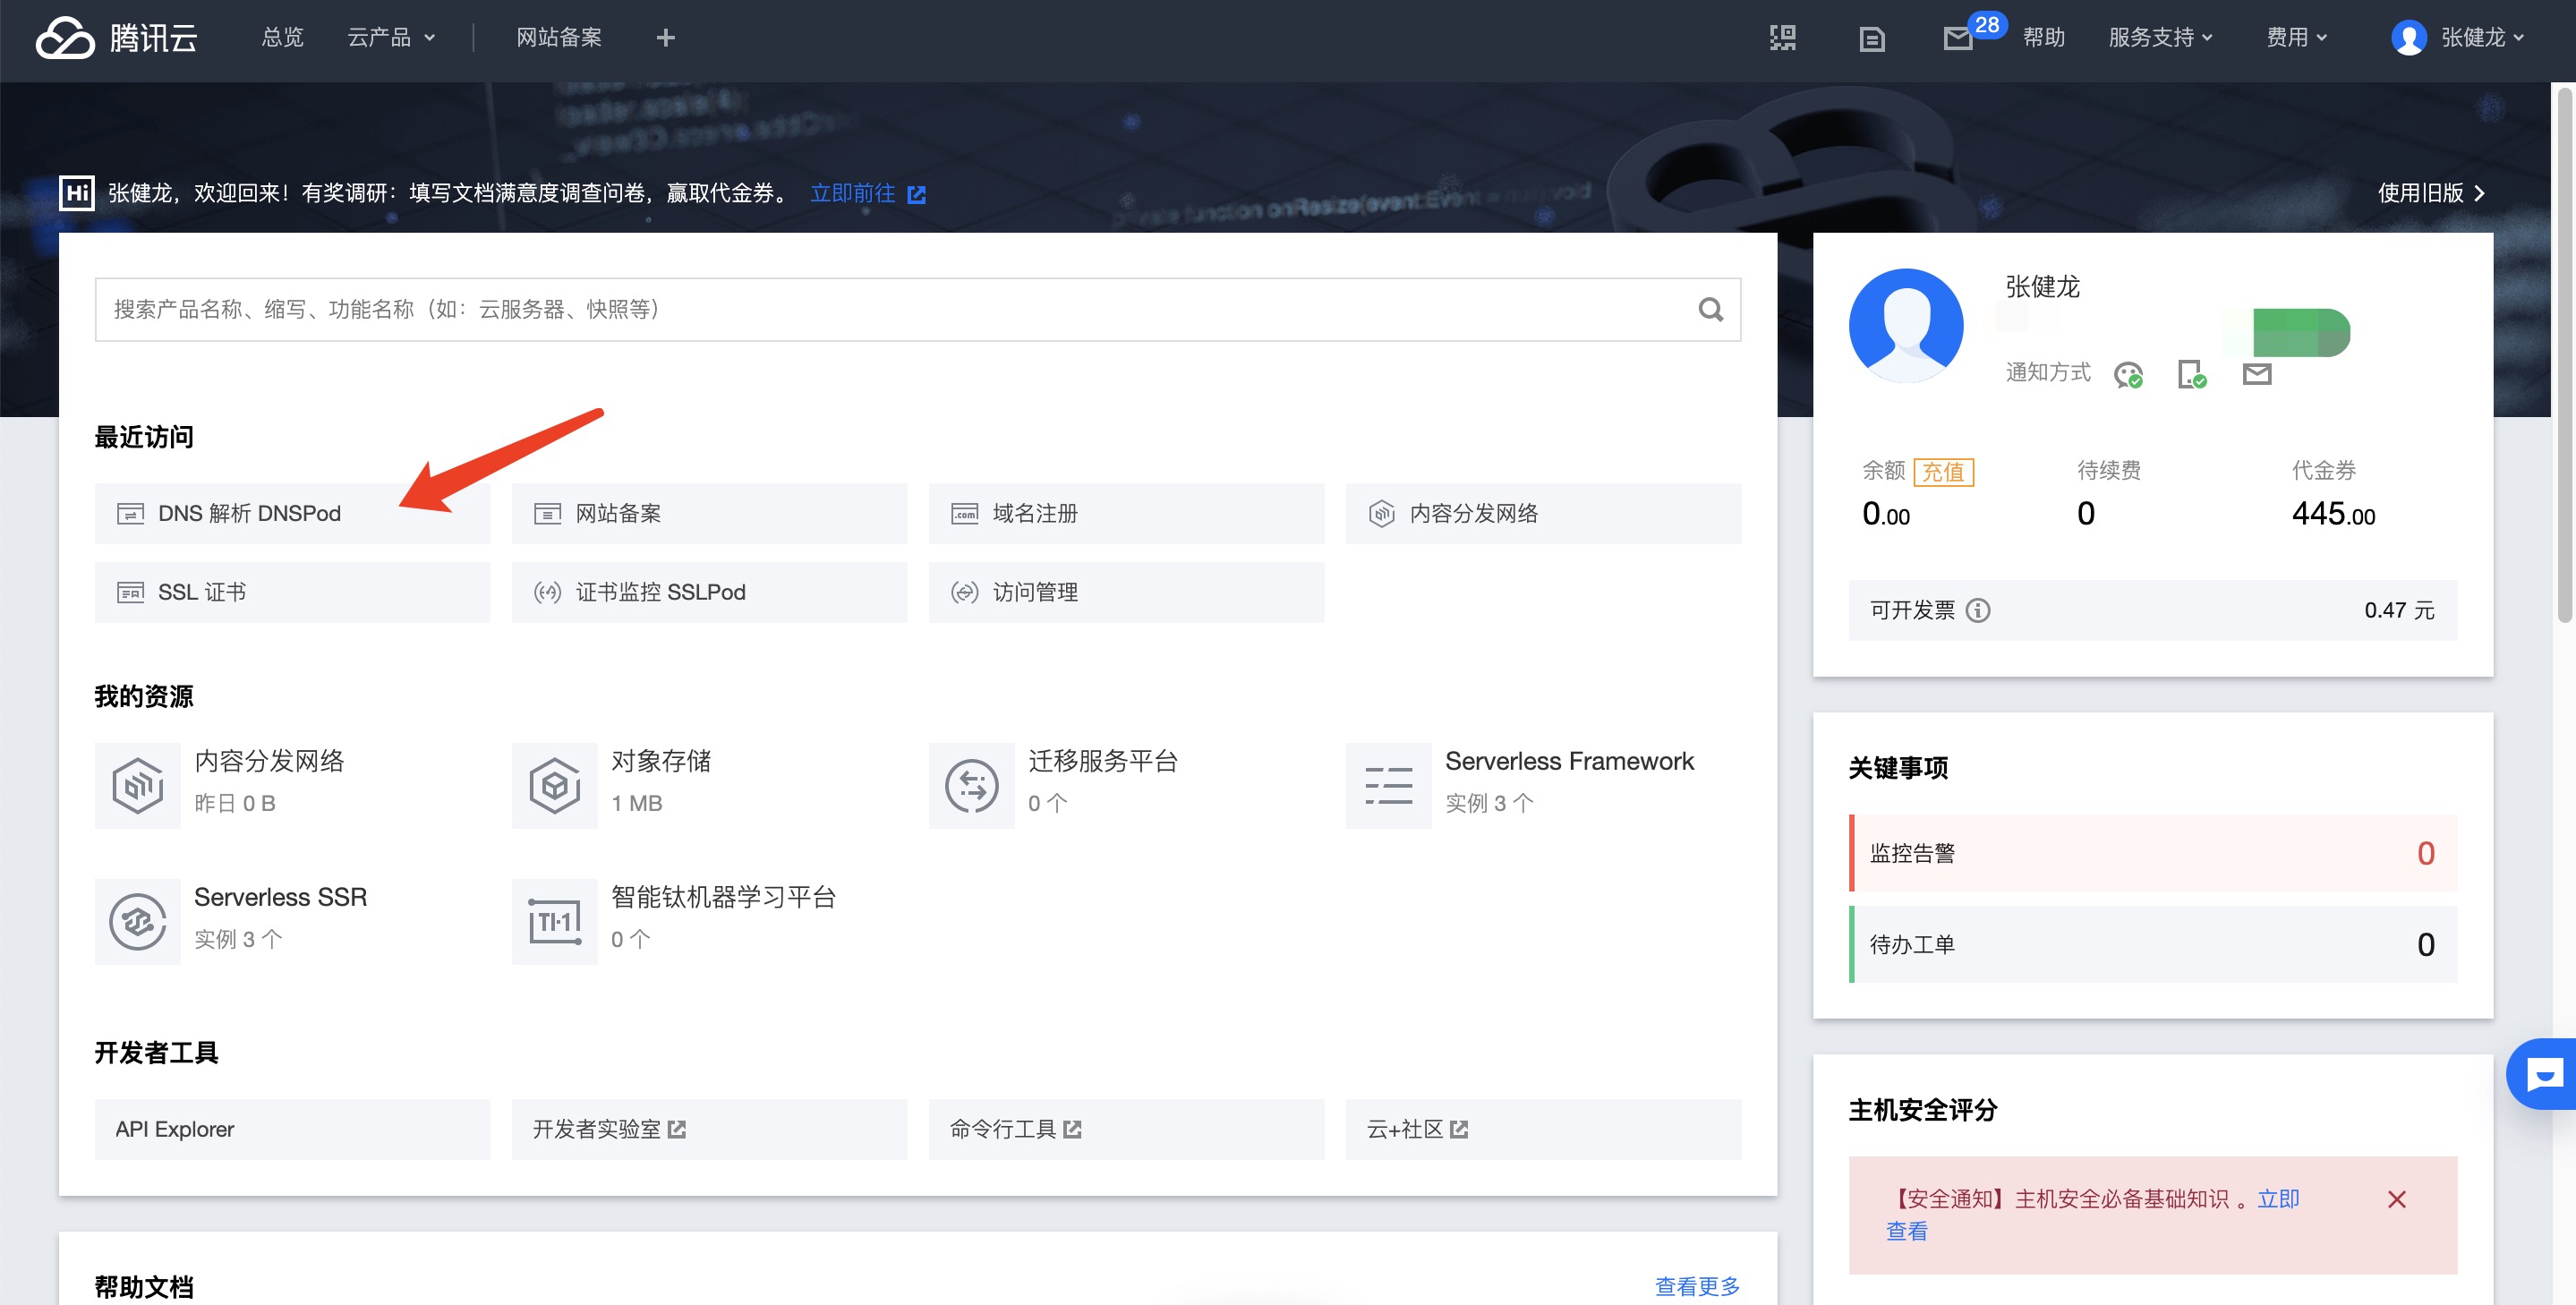 腾讯云 总览 云产品 网站备案 28 帮助 服务支持 费用 张健龙
Hi 张健龙，欢迎回来！有奖调研：填写文档满意度调查问卷，赢取代金券。 立即前往 使用旧版
搜索产品名称、缩写、功能名称（如：云服务器、快照等）
最近访问
DNS 解析 DNSPod 网站备案 域名注册 内容分发网络
SSL 证书 证书监控 SSLPod 访问管理
我的资源
内容分发网络 对象存储 迁移服务平台 Serverless Framework
昨日 0 B 1 MB 0 个 实例 3 个
Serverless SSR 智能钛机器学习平台
实例 3 个 0 个
开发者工具
API Explorer 开发者实验室 命令行工具 云+社区
帮助文档 查看更多
张健龙
通知方式
余额 充值 待续费 代金券
0.00 0 445.00
可开发票 0.47 元
关键事项
监控告警 0
待办工单 0
主机安全评分
【安全通知】主机安全必备基础知识 。立即
查看